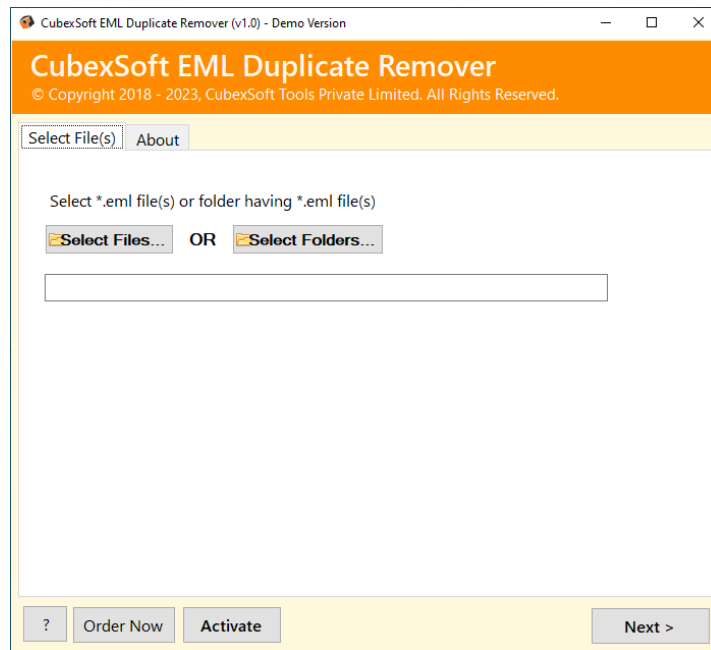 CubexSoft EML Duplicate Remover (v1.0) - Demo Version
CubexSoft EML Duplicate Remover
© Copyright 2018 - 2023, CubexSoft Tools Private Limited. All Rights Reserved.
Select File(s) About
Select *.eml file(s) or folder having *.eml file(s)
Select Files... OR Select Folders...
? Order Now Activate Next >